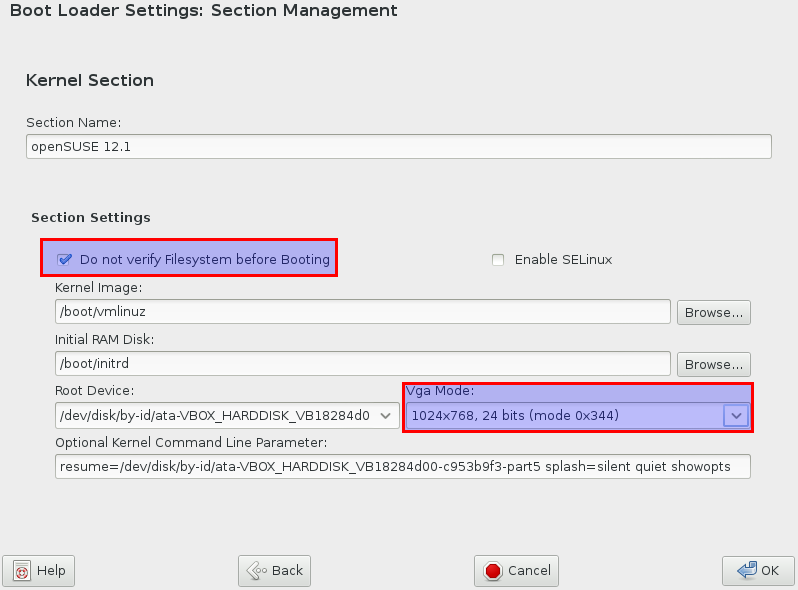 Boot Loader Settings: Section Management
Kernel Section
Section Name:
openSUSE 12.1
Section Settings
Do not verify Filesystem before Booting Enable SELinux
Kernel Image:
/boot/vmlinuz Browse...
Initial RAM Disk:
/boot/initrd Browse...
Root Device: Vga Mode:
/dev/disk/by-id/ata-VBOX_HARDDISK_VB18284d0 1024x768, 24 bits (mode 0x344)
Optional Kernel Command Line Parameter:
resume=/dev/disk/by-id/ata-VBOX_HARDDISK_VB18284d00-c953b9f3-part5 splash=silent quiet showopts
Help Back Cancel OK